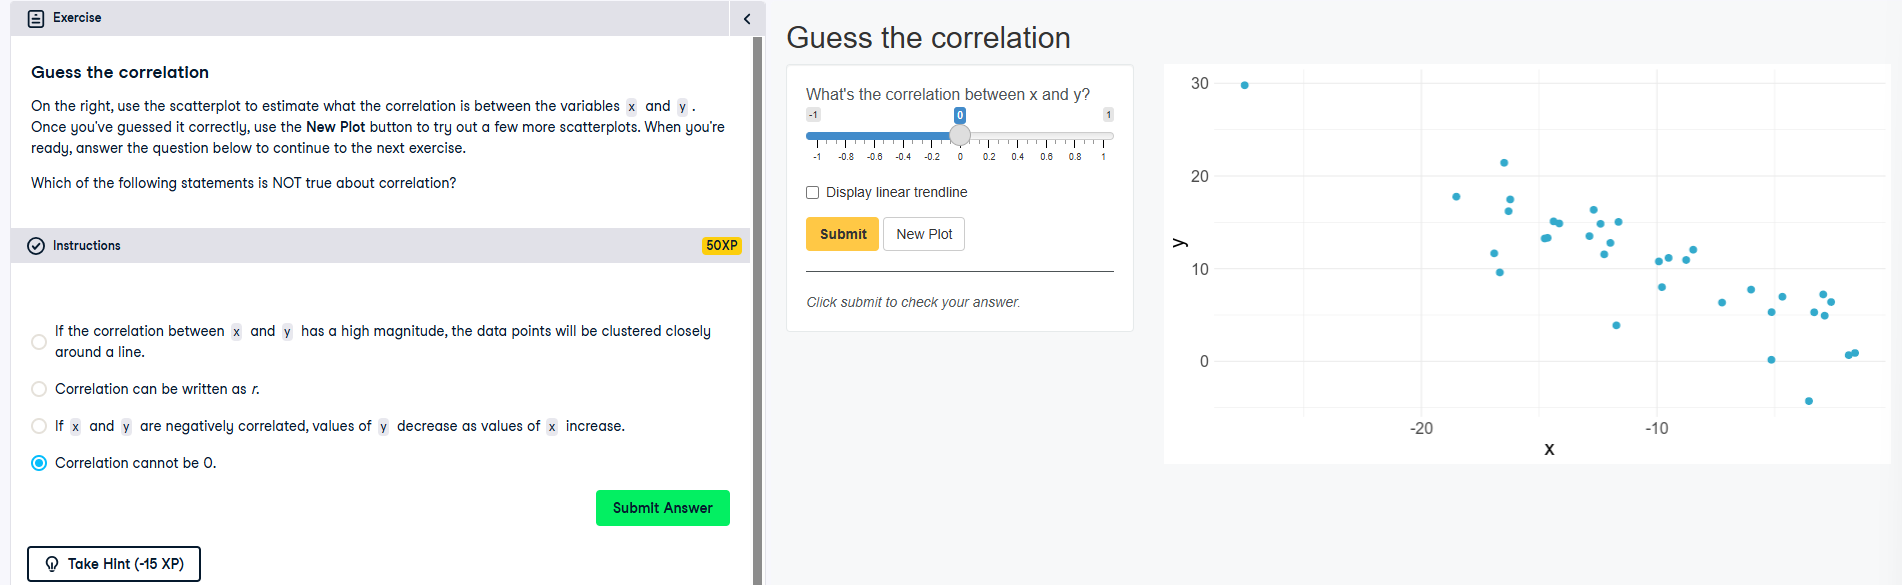 Exercise
Guess the correlation
On the right, use the scatterplot to estimate what the correlation is between the variables x and y .
Once you've guessed it correctly, use the New Plot button to try out a few more scatterplots. When you're
ready, answer the question below to continue to the next exercise.
Which of the following statements is NOT true about correlation?
Instructions
50XP
If the correlation between x and y has a high magnitude, the data points will be clustered closely
around a line.
Correlation can be written as r.
If x and y are negatively correlated, values of y decrease as values of x increase.
Correlation cannot be 0.
Submit Answer
Take Hint (-15 XP)
Guess the correlation
What's the correlation between x and y?
-1 0 1
-1 -0.8 -0.6 -0.4 -0.2 0 0.2 0.4 0.6 0.8 1
Display linear trendline
Submit New Plot
Click submit to check your answer.
30
20
y
10
0
-20 -10
x